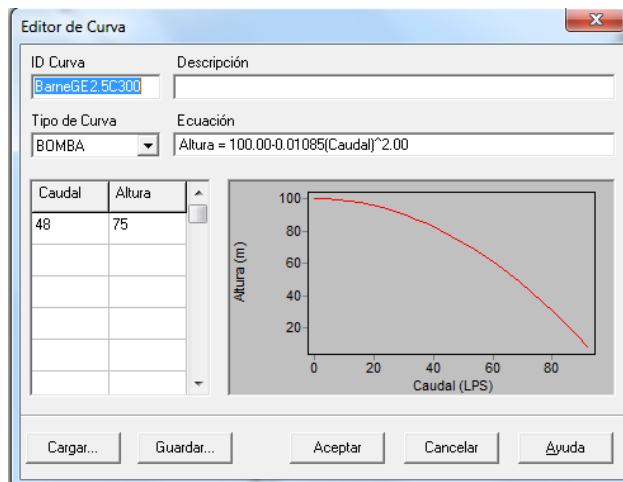 Editor de Curva
ID Curva Descripción
BarneGE2.5C300
Tipo de Curva Ecuación
BOMBA Altura = 100.00-0.01085(Caudal)^2.00
Caudal Altura
48 75
100
80
60
40
20
Altura (m)
0 20 40 60 80
Caudal (LPS)
Cargar... Guardar... Aceptar Cancelar Ayuda